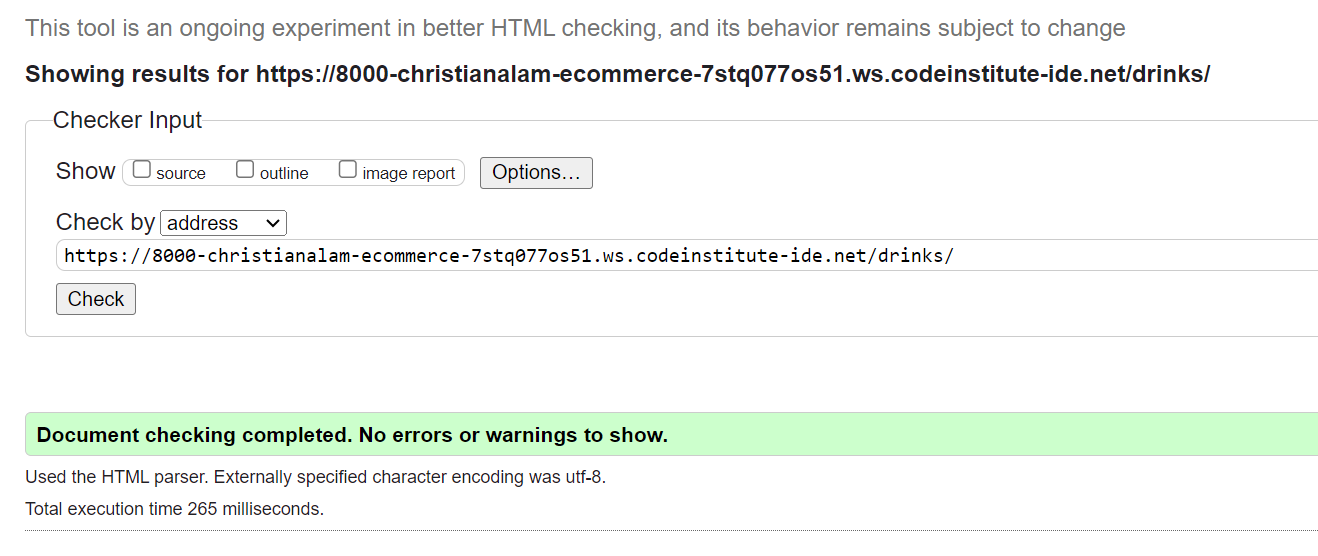 This tool is an ongoing experiment in better HTML checking, and its behavior remains subject to change
Showing results for https://8000-christianalam-ecommerce-7stq077os51.ws.codeinstitute-ide.net/drinks/
Checker Input
Show source outline image report Options...
Check by address
https://8000-christianalam-ecommerce-7stq077os51.ws.codeinstitute-ide.net/drinks/
Check
Document checking completed. No errors or warnings to show.
Used the HTML parser. Externally specified character encoding was utf-8.
Total execution time 265 milliseconds.